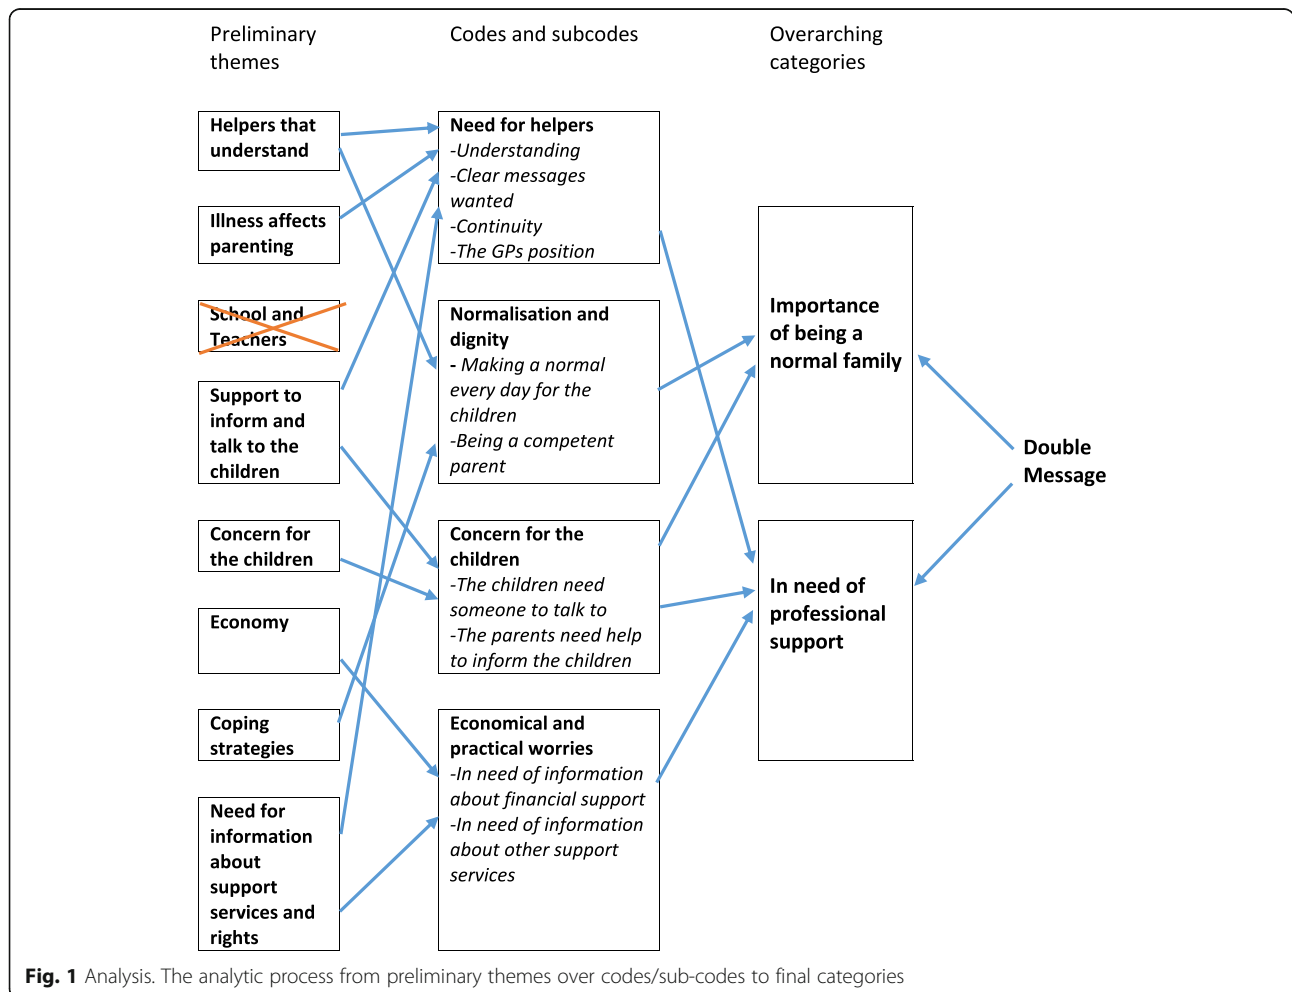 Preliminary
themes
Codes and subcodes
Overarching
categories
Helpers that
understand
Illness affects
parenting
School and
Teachers
Support to
inform and
talk to the
children
Concern for
the children
Economy
Coping
strategies
Need for
information
about
support
services and
rights
Need for helpers
-Understanding
-Clear messages
wanted
-Continuity
-The GPs position
Normalisation and
dignity
- Making a normal
every day for the
children
-Being a competent
parent
Concern for the
children
-The children need
someone to talk to
-The parents need help
to inform the children
Economical and
practical worries
-In need of information
about financial support
-In need of information
about other support
services
Importance
of being a
normal family
In need of
professional
support
Double
Message
Fig. 1 Analysis. The analytic process from preliminary themes over codes/sub-codes to final categories